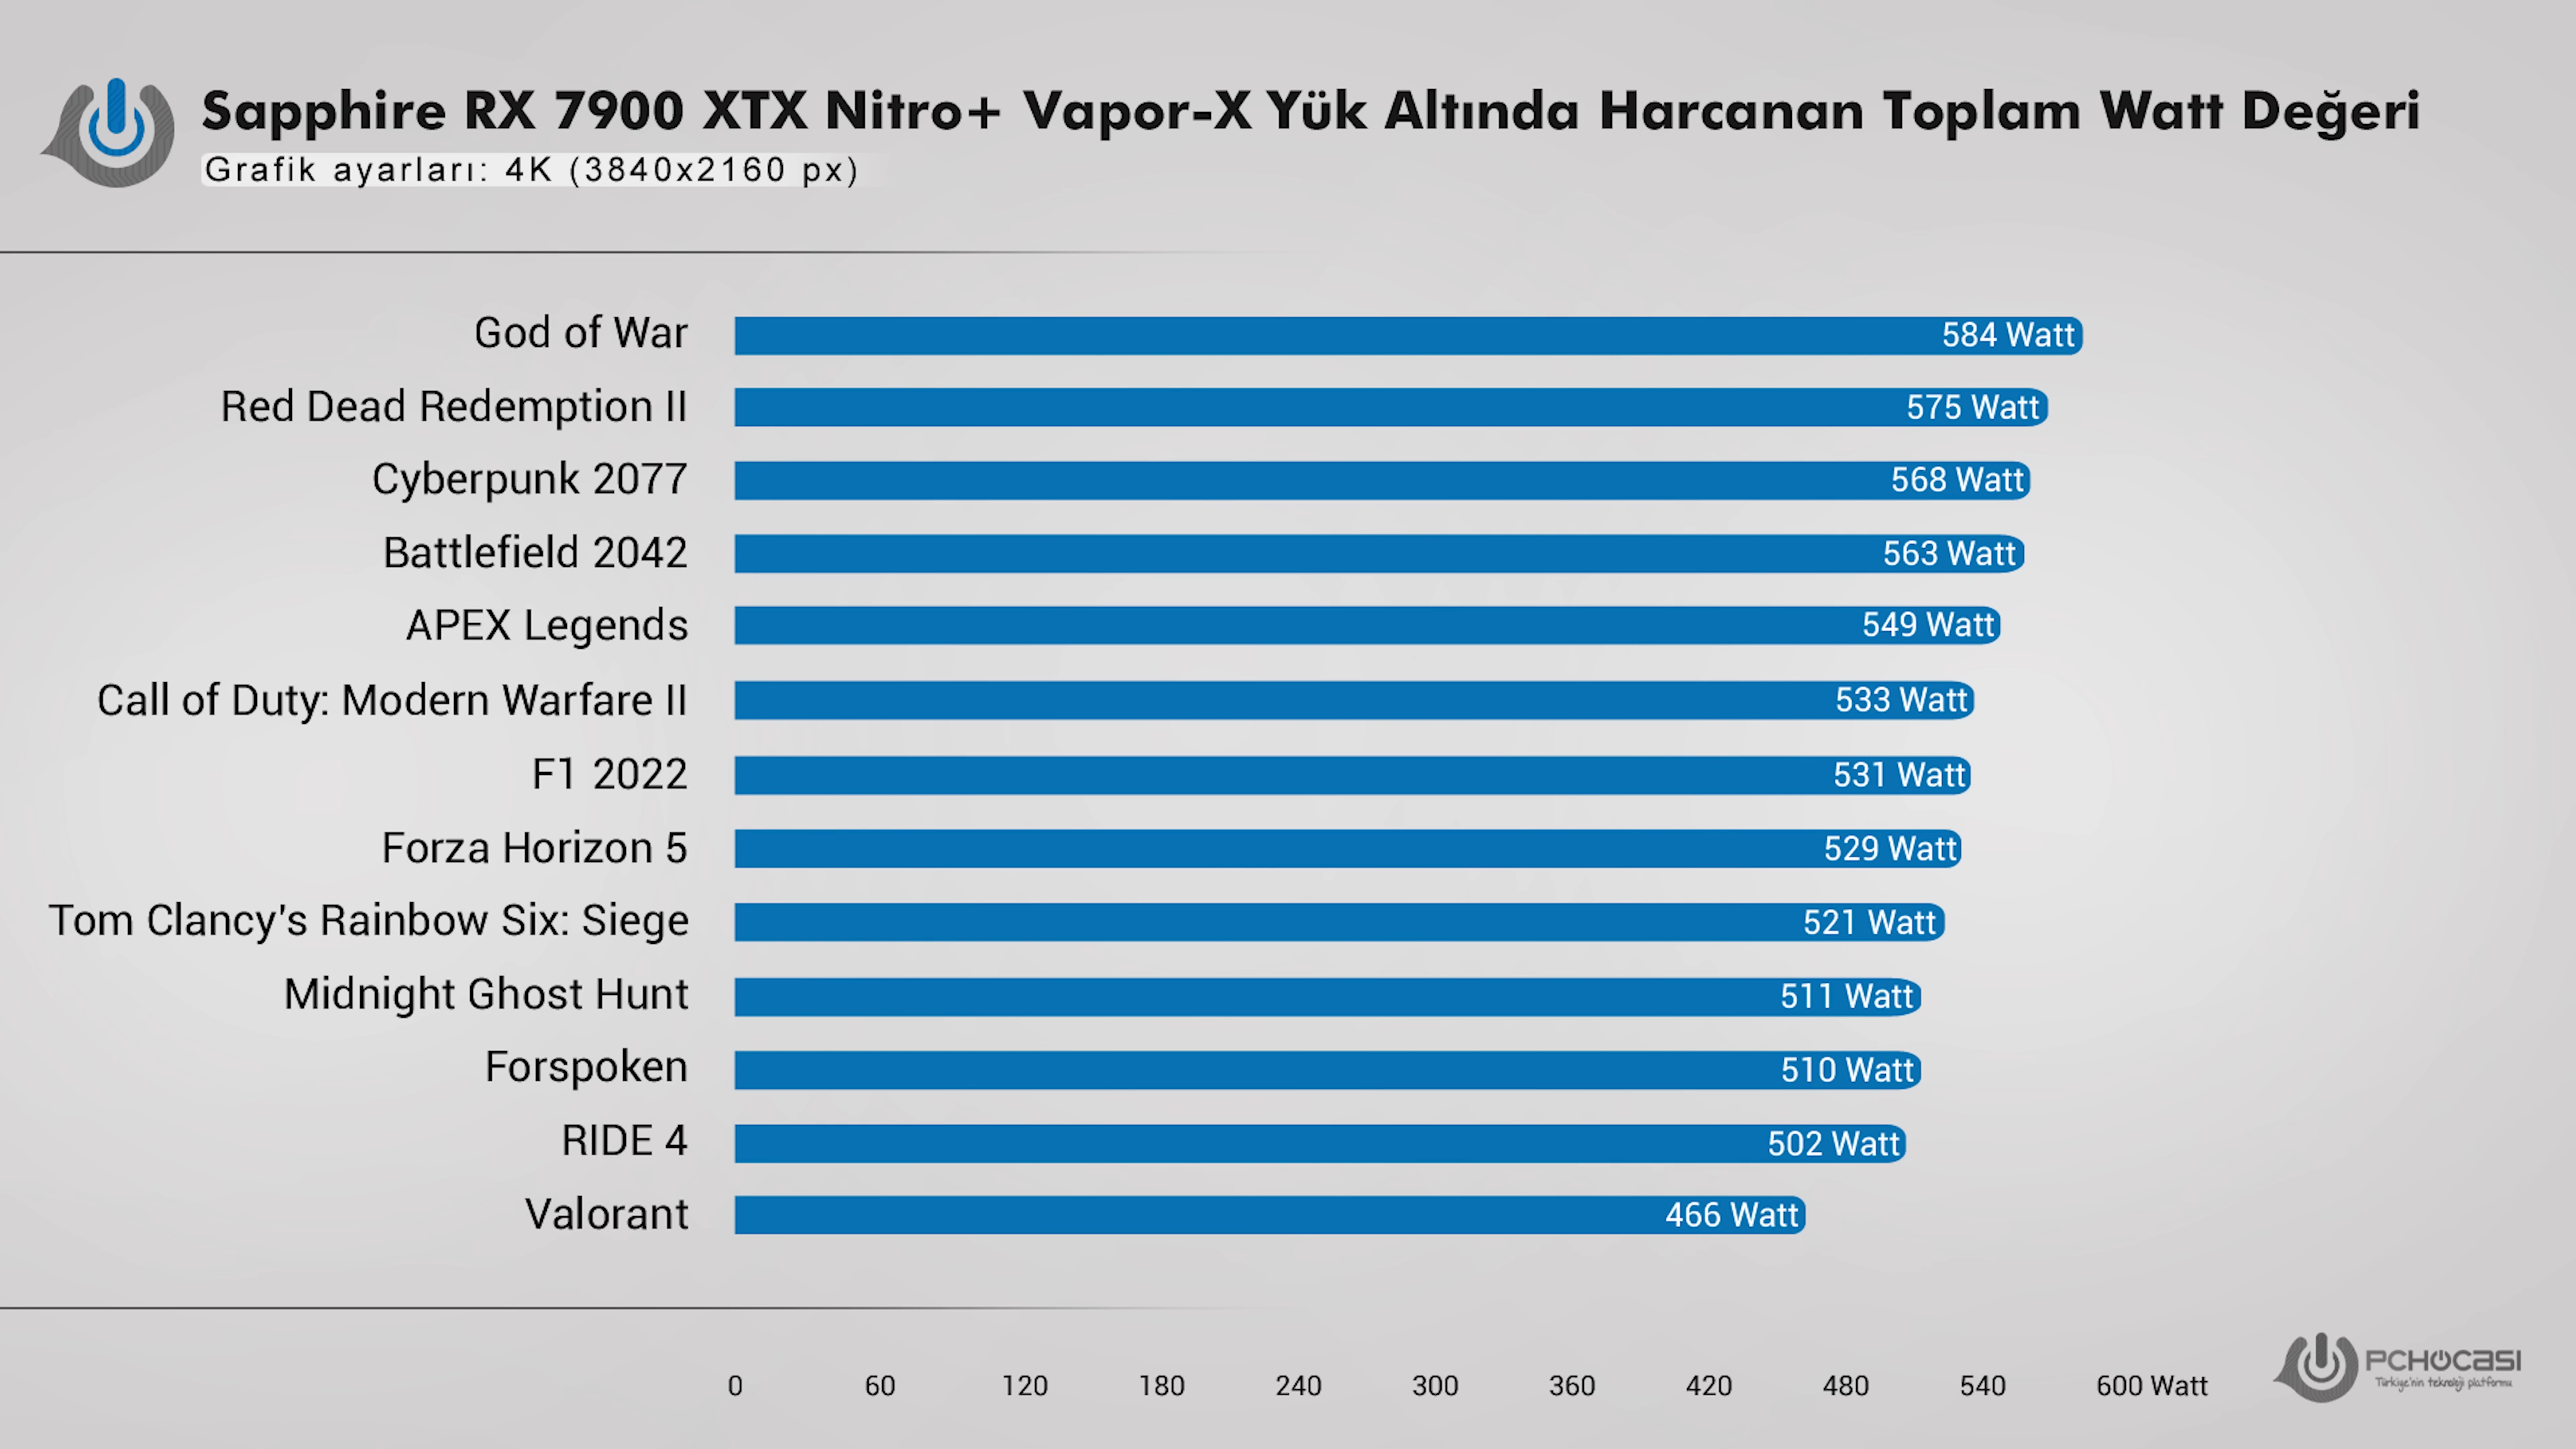 Sapphire RX 7900 XTX Nitro+ Vapor-X Yük Altında Harcanan Toplam Watt Değeri
Grafik ayarları: 4K (3840x2160 px)
God of War 584 Watt
Red Dead Redemption II 575 Watt
Cyberpunk 2077 568 Watt
Battlefield 2042 563 Watt
APEX Legends 549 Watt
Call of Duty: Modern Warfare II 533 Watt
F1 2022 531 Watt
Forza Horizon 5 529 Watt
Tom Clancy's Rainbow Six: Siege 521 Watt
Midnight Ghost Hunt 511 Watt
Forspoken 510 Watt
RIDE 4 502 Watt
Valorant 466 Watt
0 60 120 180 240 300 360 420 480 540 600 Watt
PCHOCASI
Türkiye'nin teknoloji platformu